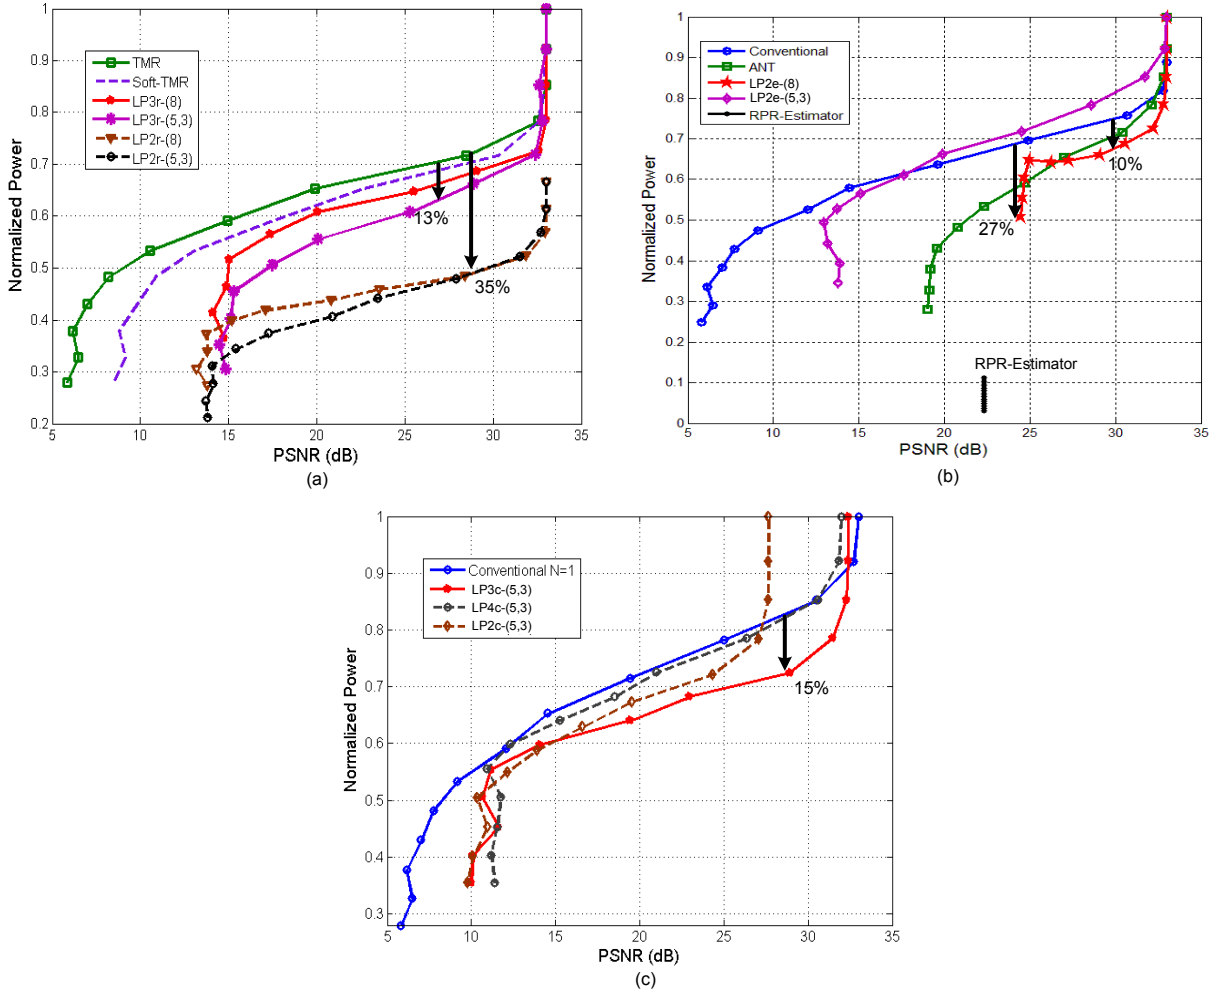 1
0.9
0.8
0.7
0.6
0.5
0.4
0.3
0.2
5
10
15
20
25
30
35
Normalized Power
PSNR (dB)
TMR
Soft-TMR
LP3r-(8)
LP3r-(5,3)
LP2r-(8)
LP2r-(5,3)
13%
35%
(a)
1
0.9
0.8
0.7
0.6
0.5
0.4
0.3
0.2
0.1
0
5
10
15
20
25
30
35
Normalized Power
PSNR (dB)
Conventional
ANT
LP2e-(8)
LP2e-(5,3)
RPR-Estimator
10%
27%
RPR-Estimator
(b)
1
0.9
0.8
0.7
0.6
0.5
0.4
0.3
5
10
15
20
25
30
35
Normalized Power
PSNR (dB)
Conventional N=1
LP3c-(5,3)
LP4c-(5,3)
LP2c-(5,3)
15%
(c)